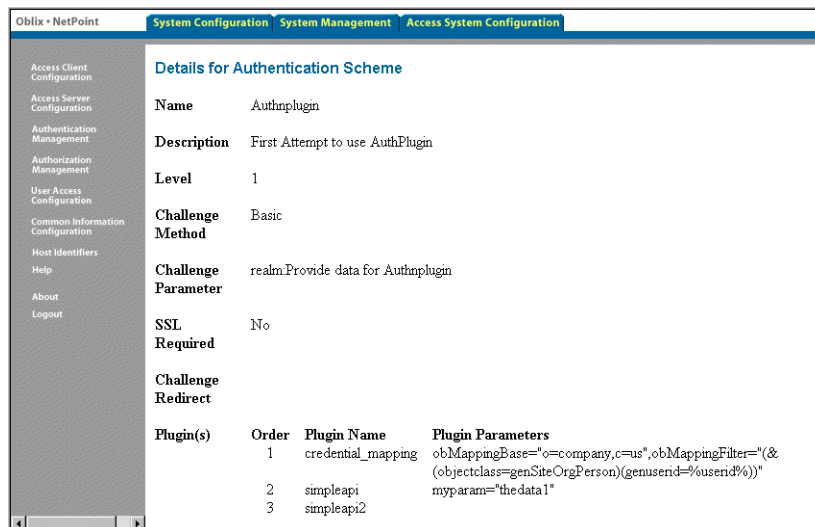 Oblix • NetPoint
System Configuration
System Management
Access System Configuration
Access Client
Configuration
Access Server
Configuration
Authentication
Management
Authorization
Management
User Access
Configuration
Common Information
Configuration
Host Identifiers
Help
About
Logout
Details for Authentication Scheme
Name Authnplugin
Description First Attempt to use AuthPlugin
Level 1
Challenge Basic
Method
Challenge realm:Provide data for Authnplugin
Parameter
SSL No
Required
Challenge
Redirect
Plugin(s) Order Plugin Name Plugin Parameters
1 credential_mapping obMappingBase="o=company,c=us",obMappingFilter="(&
(objectclass=genSiteOrgPerson)(genuserid=%userid%))"
2 simpleapi myparam="thedata1"
3 simpleapi2